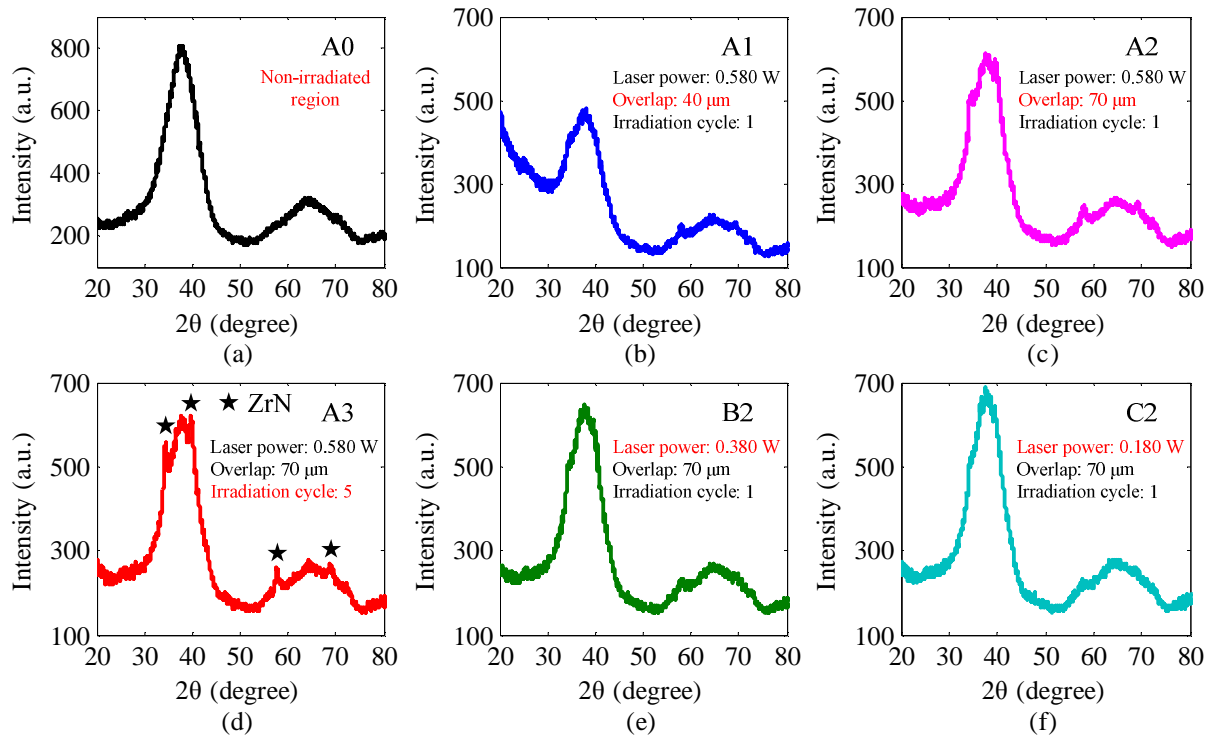 A0
Non-irradiated
region
800
600
400
200
Intensity (a.u.)
20 30 40 50 60 70 80
2θ (degree)
(a)
A1
Laser power: 0.580 W
Overlap: 40 μm
Irradiation cycle: 1
700
500
300
100
Intensity (a.u.)
20 30 40 50 60 70 80
2θ (degree)
(b)
A2
Laser power: 0.580 W
Overlap: 70 μm
Irradiation cycle: 1
700
500
300
100
Intensity (a.u.)
20 30 40 50 60 70 80
2θ (degree)
(c)
★ ★ ★ ZrN
A3
Laser power: 0.580 W
Overlap: 70 μm
Irradiation cycle: 5
★ ★
700
500
300
100
Intensity (a.u.)
20 30 40 50 60 70 80
2θ (degree)
(d)
B2
Laser power: 0.380 W
Overlap: 70 μm
Irradiation cycle: 1
700
500
300
100
Intensity (a.u.)
20 30 40 50 60 70 80
2θ (degree)
(e)
C2
Laser power: 0.180 W
Overlap: 70 μm
Irradiation cycle: 1
700
500
300
100
Intensity (a.u.)
20 30 40 50 60 70 80
2θ (degree)
(f)